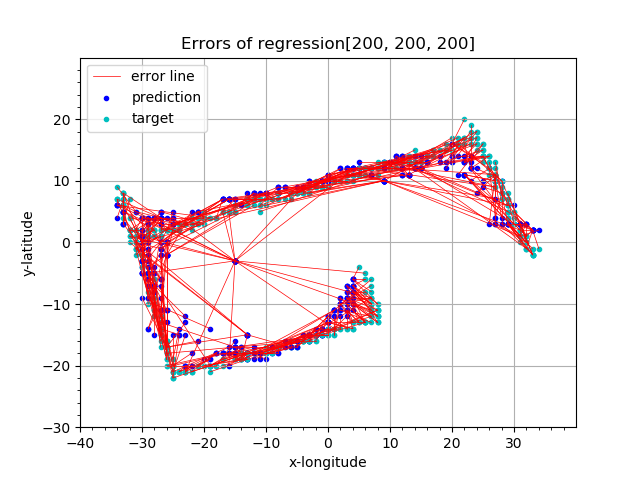 Errors of regression[200, 200, 200]
error line
prediction
target
20
10
0
−10
−20
−30
y-latitude
−40 −30 −20 −10 0 10 20 30
x-longitude